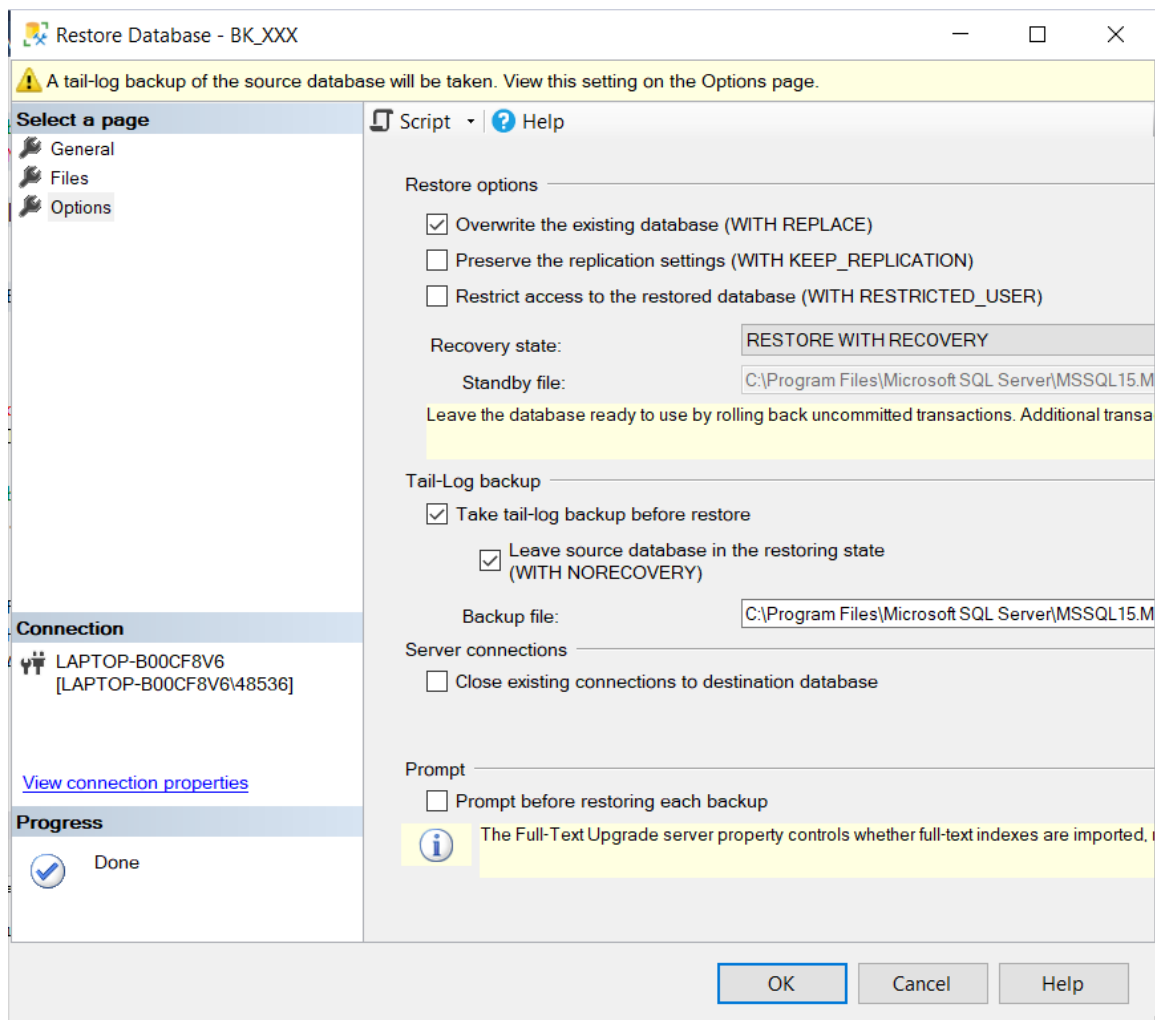 Restore Database - BK_XXX
A tail-log backup of the source database will be taken. View this setting on the Options page.
Select a page
General
Files
Options
Script
Help
Restore options
Overwrite the existing database (WITH REPLACE)
Preserve the replication settings (WITH KEEP_REPLICATION)
Restrict access to the restored database (WITH RESTRICTED_USER)
Recovery state:
RESTORE WITH RECOVERY
Standby file:
C:\Program Files\Microsoft SQL Server\MSSQL15.M
Leave the database ready to use by rolling back uncommitted transactions. Additional transa
Tail-Log backup
Take tail-log backup before restore
Leave source database in the restoring state
(WITH NORECOVERY)
Backup file:
C:\Program Files\Microsoft SQL Server\MSSQL15.M
Server connections
Close existing connections to destination database
Prompt
Prompt before restoring each backup
The Full-Text Upgrade server property controls whether full-text indexes are imported,
Connection
LAPTOP-B00CF8V6
[LAPTOP-B00CF8V6\48536]
View connection properties
Progress
Done
OK
Cancel
Help